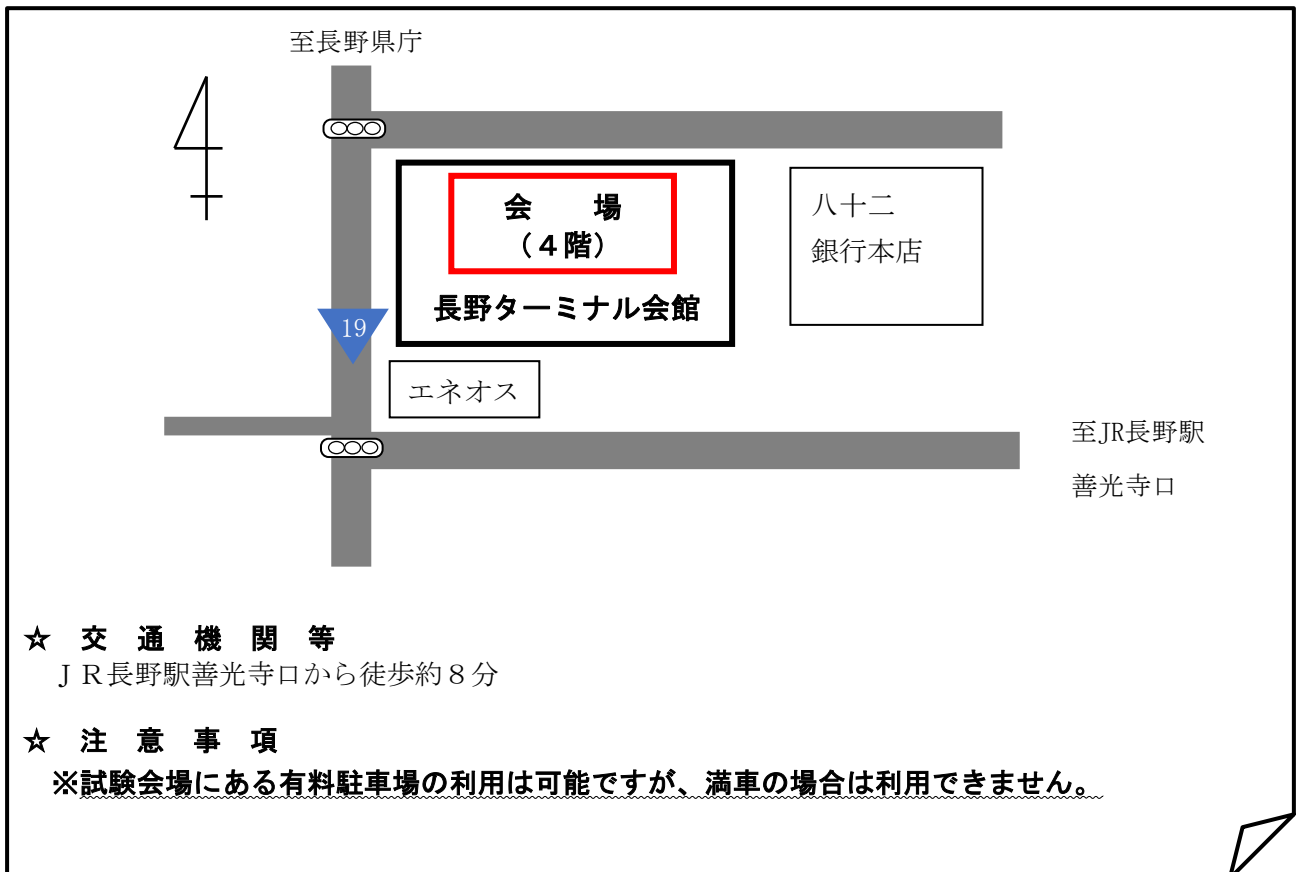 至長野県庁
会　　場
（４階）
長野ターミナル会館
八十二
銀行本店
19
エネオス
至JR長野駅
善光寺口
☆　交　通　機　関　等
ＪＲ長野駅善光寺口から徒歩約８分
☆　注　意　事　項
※試験会場にある有料駐車場の利用は可能ですが、満車の場合は利用できません。